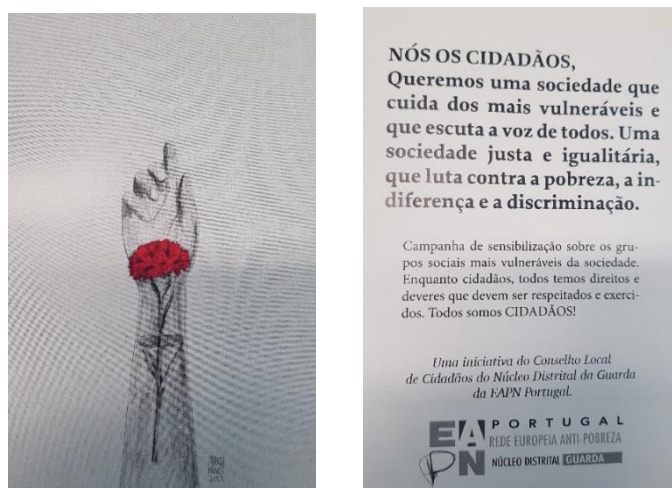 NÓS OS CIDADÃOS,
Queremos uma sociedade que
cuida dos mais vulneráveis e
que escuta a voz de todos. Uma
sociedade justa e igualitária,
que luta contra a pobreza, a in-
diferença e a discriminação.
Campanha de sensibilização sobre os gru-
pos sociais mais vulneráveis da sociedade.
Enquanto cidadãos, todos temos direitos e
deveres que devem ser respeitados e exerci-
dos. Todos somos CIDADÃOS!
Uma iniciativa do Conselho Local
de Cidadãos do Núcleo Distrital da Guarda
da EAPN Portugal.
EAPN
PORTUGAL
REDE EUROPEIA ANTI-POBREZA
NÚCLEO DISTRITAL GUARDA